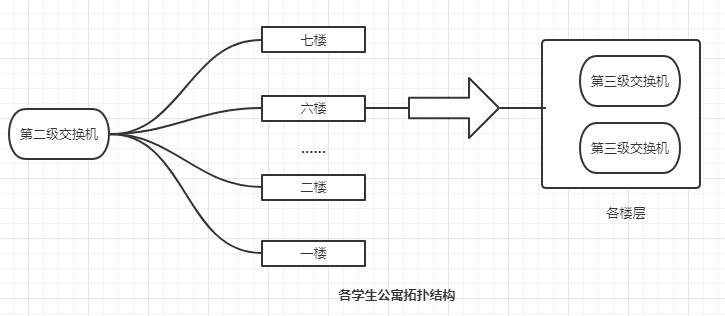 七楼
第二级交换机
六楼
......
二楼
一楼
第三级交换机
第三级交换机
各楼层
各学生公寓拓扑结构